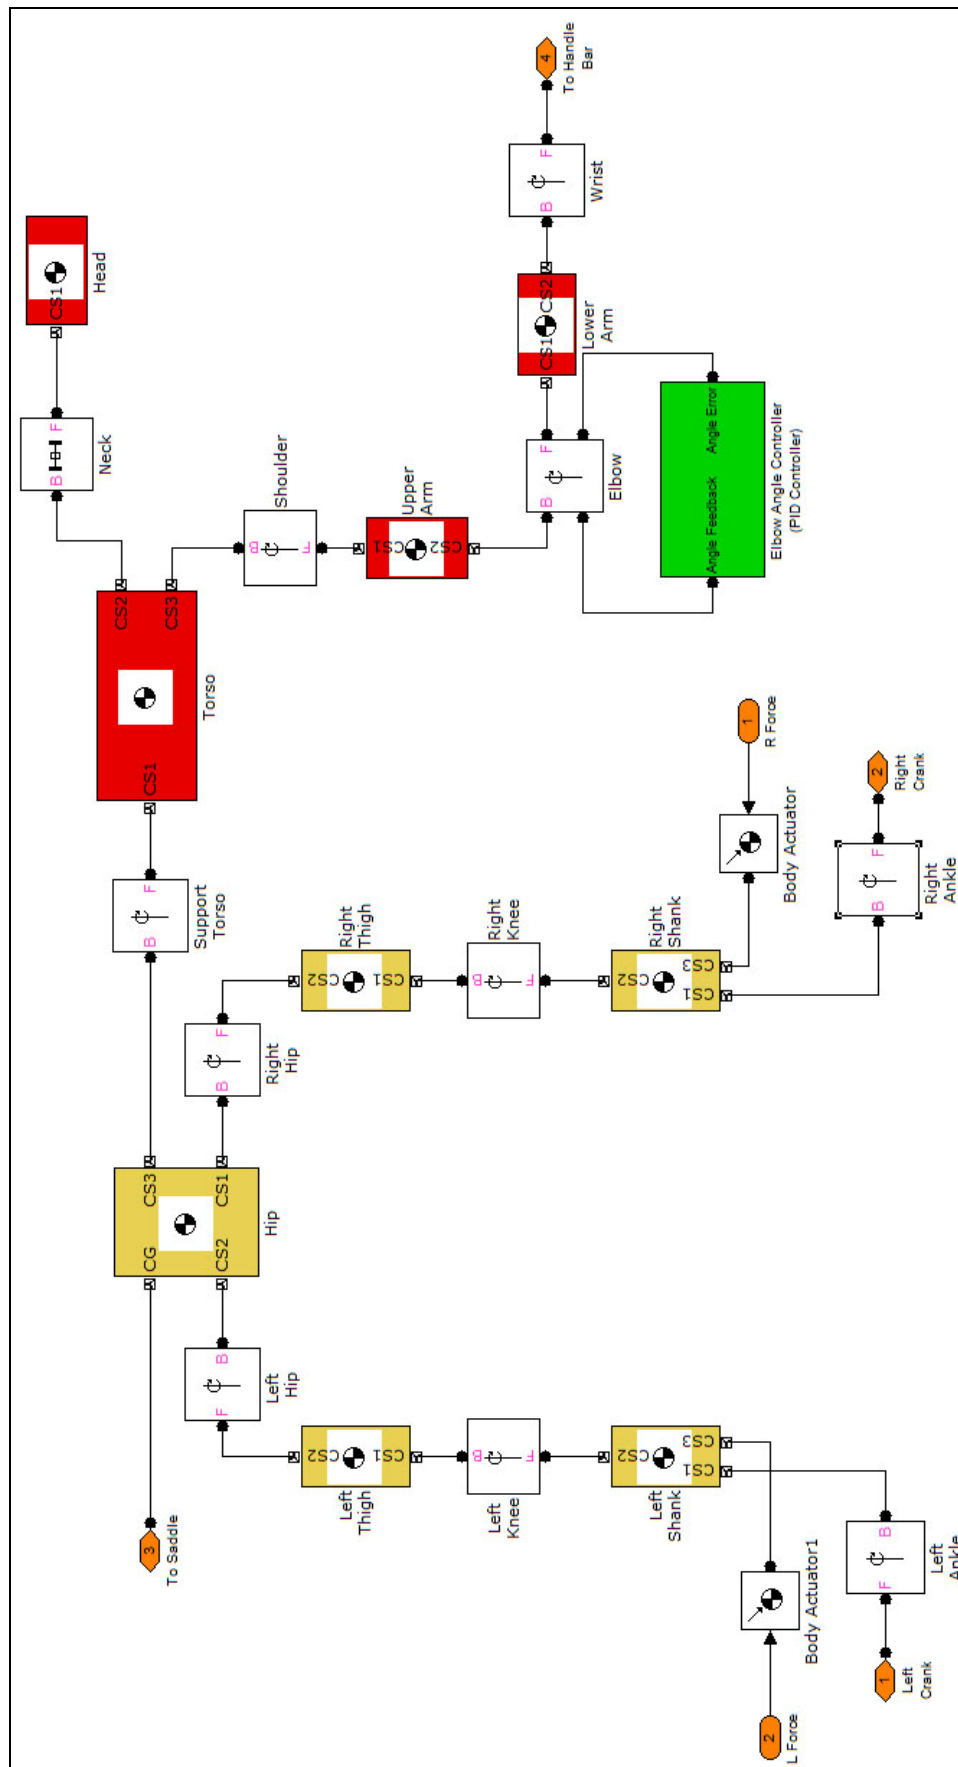 4
To Handle
Bar
B
F
Wrist
CS1
Head
CS1
CS2
Lower
Arm
B
F
Neck
Shoulder
B
F
Upper
Arm
CS1
CS2
B
F
Elbow
Angle Feedback
Angle Error
Elbow Angle Controller
(PID Controller)
CS2
CS3
CS1
Torso
B
F
Support
Torso
1
R Force
Body Actuator
2
Right
Crank
B
F
Right
Ankle
Right
Thigh
CS2
CS1
Right
Knee
B
F
Right
Shank
CS2
CS3
CS1
B
F
Right
Hip
CG
CS3
CS2
CS1
Hip
B
F
Left
Hip
3
To Saddle
CS2
CS1
Left
Thigh
B
F
Left
Knee
CS2
CS3
CS1
Left
Shank
Body Actuator1
2
L Force
F
B
Left
Ankle
1
Left
Crank